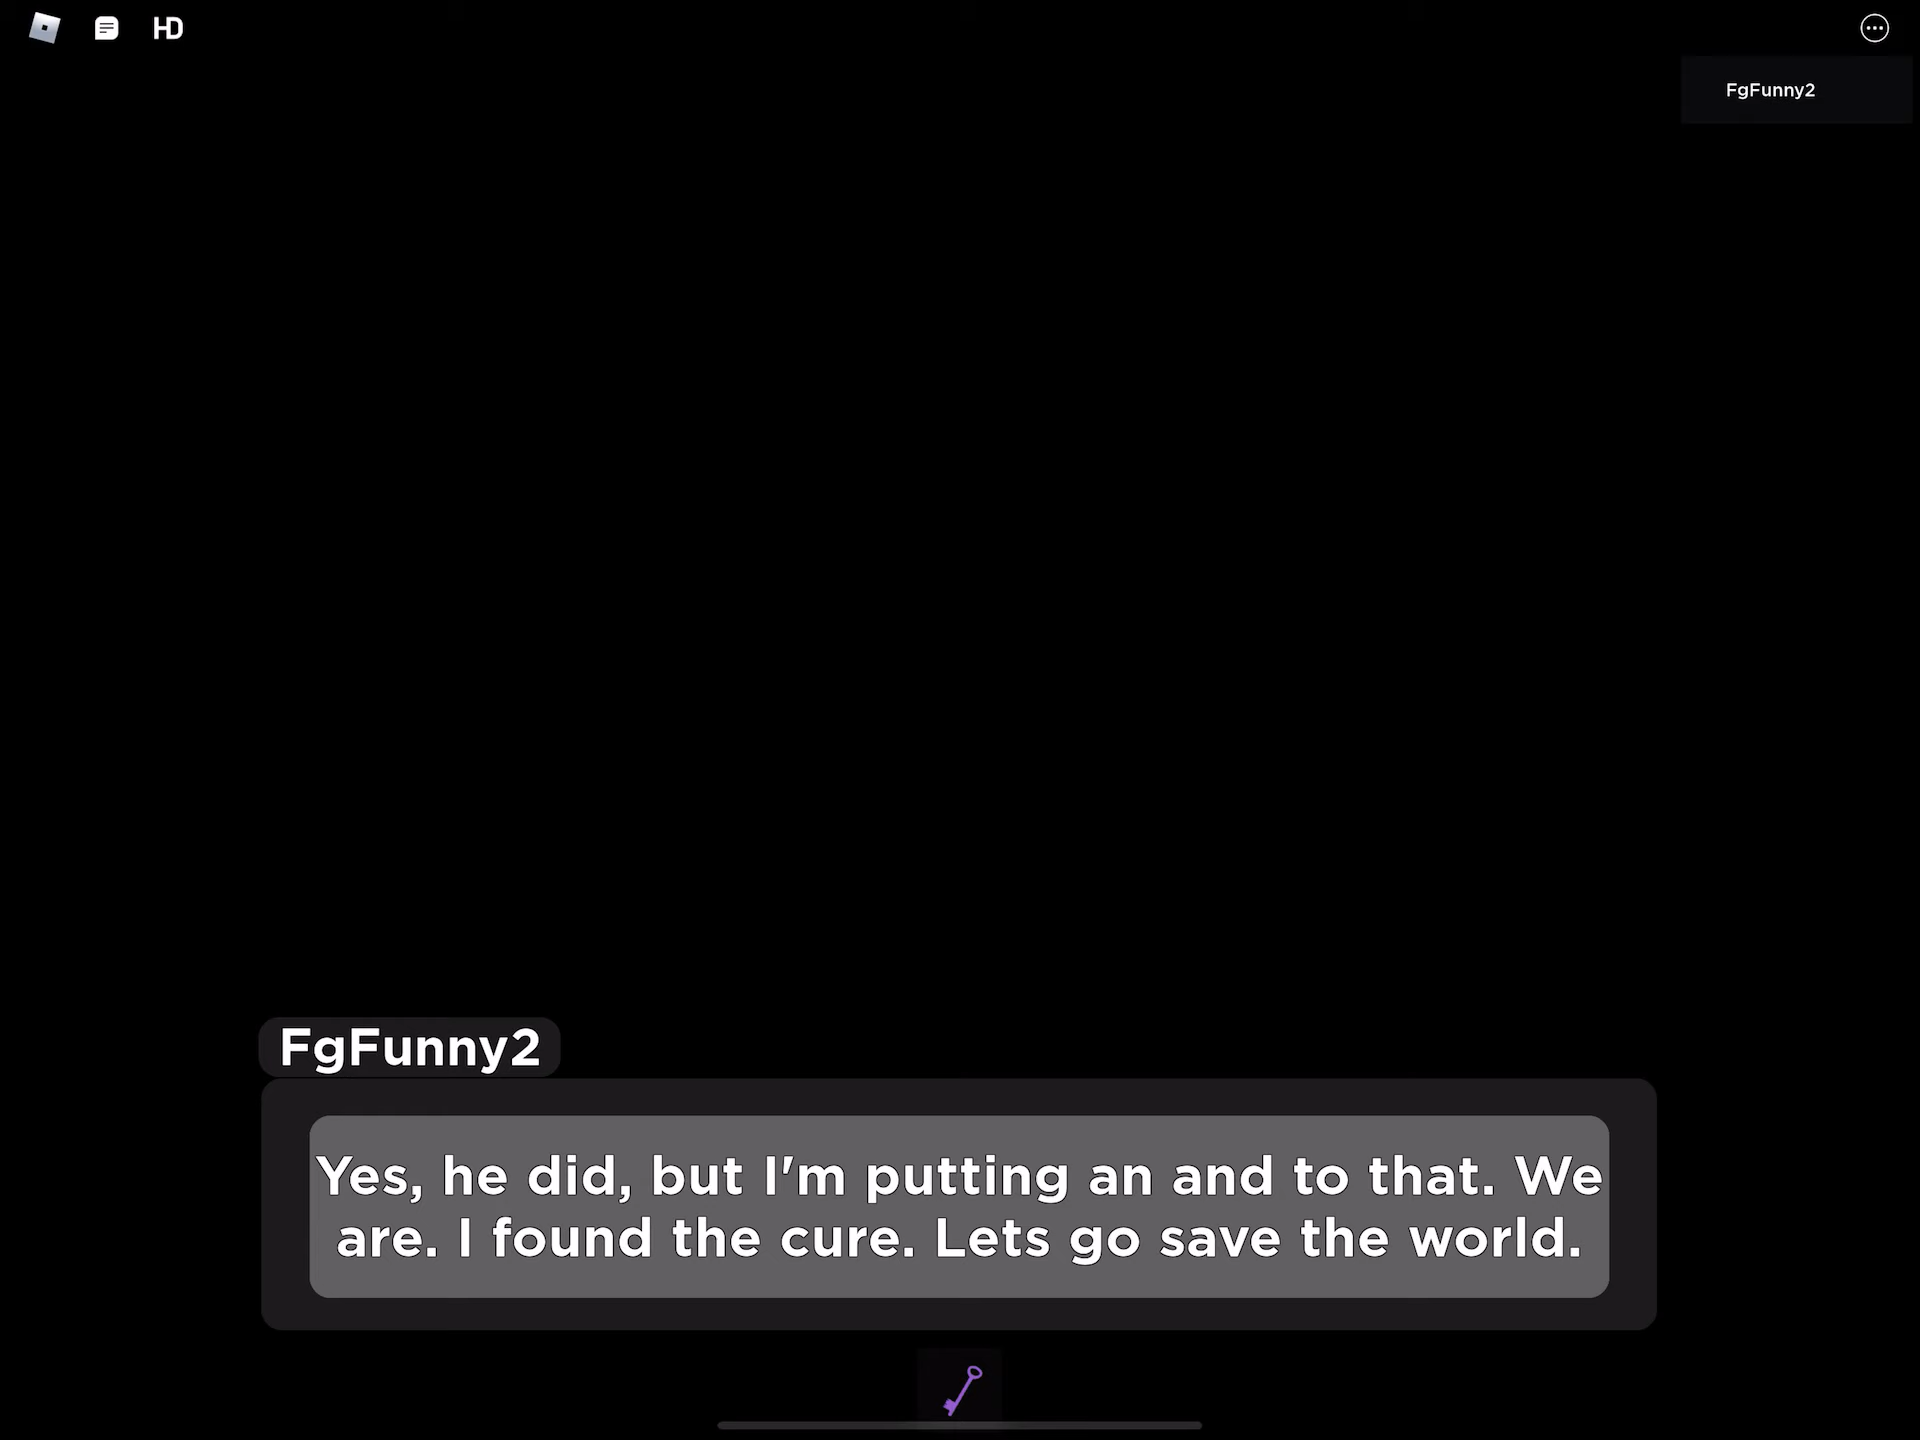 HD
FgFunny2
FgFunny2
Yes, he did, but I'm putting an and to that. We
are. I found the cure. Lets go save the world.